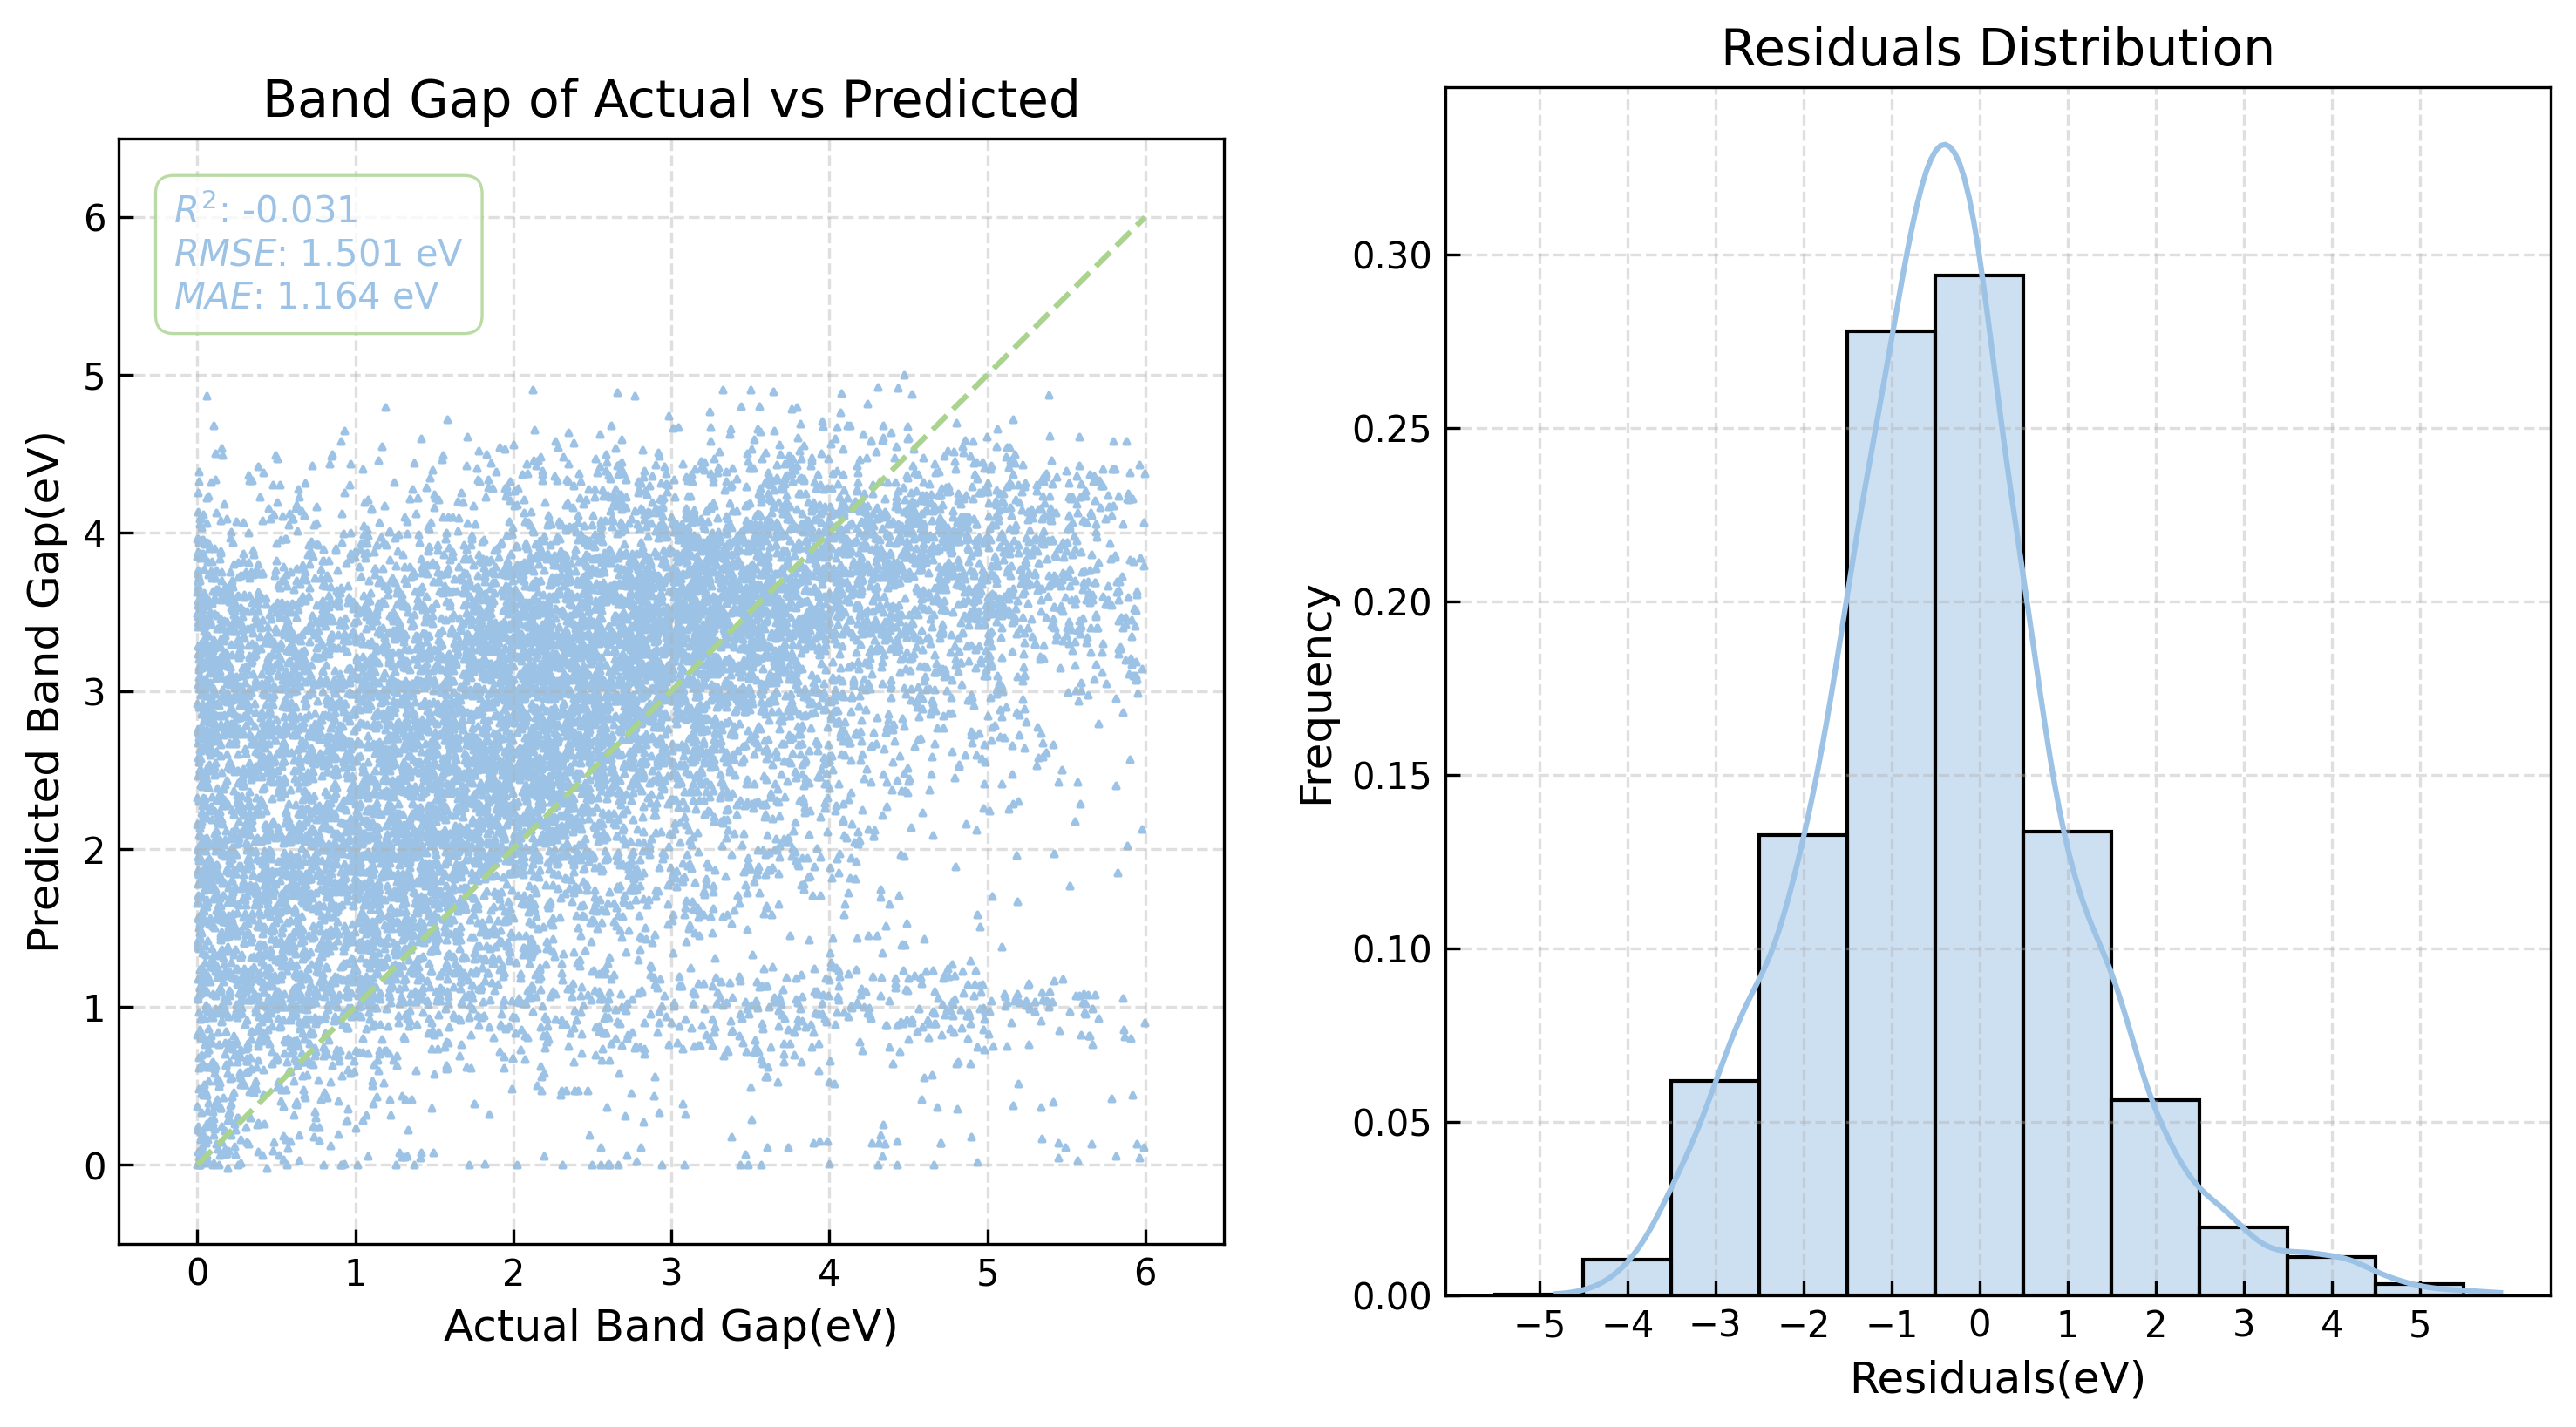 Band Gap of Actual vs Predicted
R²: -0.031
RMSE: 1.501 eV
MAE: 1.164 eV
6
5
4
3
2
1
0
Predicted Band Gap(eV)
0 1 2 3 4 5 6
Actual Band Gap(eV)
Residuals Distribution
0.30
0.25
0.20
0.15
0.10
0.05
0.00
Frequency
−5 −4 −3 −2 −1 0 1 2 3 4 5
Residuals(eV)